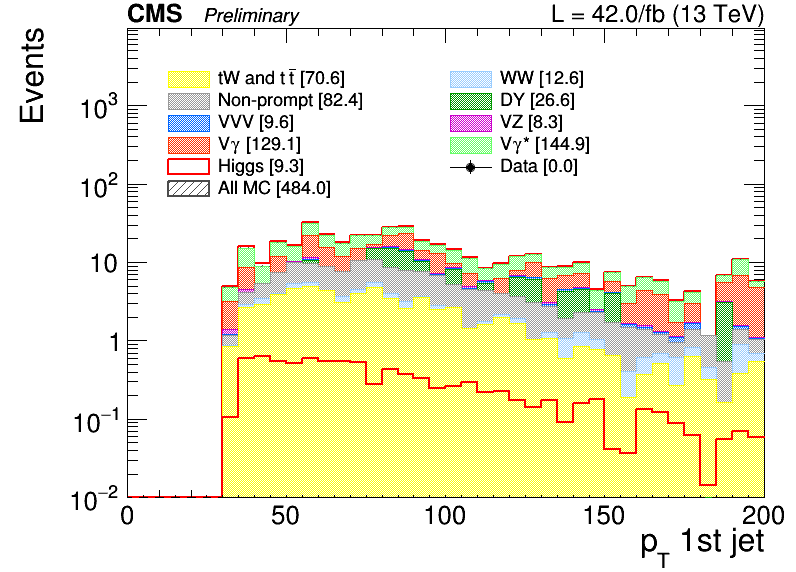 CMS Preliminary L = 42.0/fb (13 TeV)
Events
tW and tt̄ [70.6] WW [12.6]
Non-prompt [82.4] DY [26.6]
VVV [9.6] VZ [8.3]
Vγ [129.1] Vγ* [144.9]
Higgs [9.3] Data [0.0]
All MC [484.0]
10³
10²
10
1
10⁻¹
10⁻²
0 50 100 150 200
p_T 1st jet